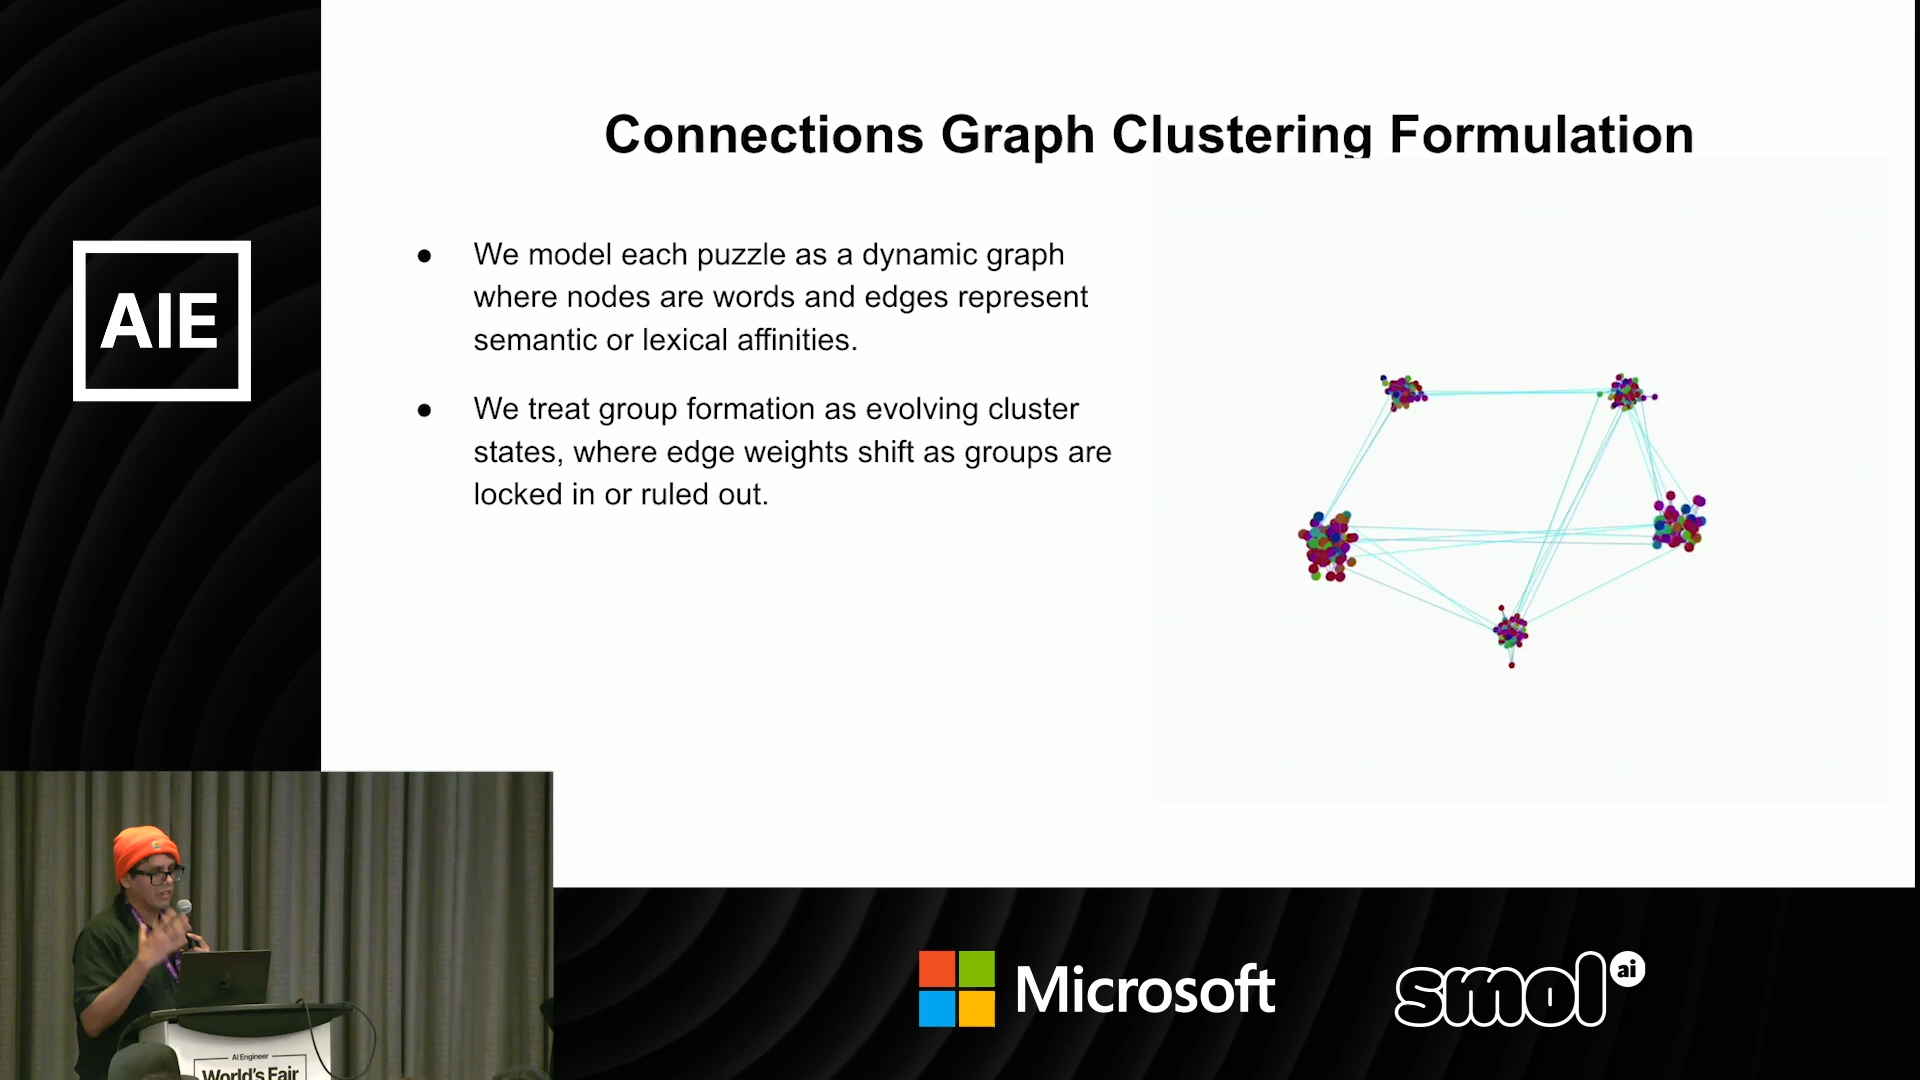 Connections Graph Clustering Formulation
● We model each puzzle as a dynamic graph
where nodes are words and edges represent
semantic or lexical affinities.
● We treat group formation as evolving cluster
states, where edge weights shift as groups are
locked in or ruled out.
AIE
AI Engineer
World's Fair
Microsoft
smol ai